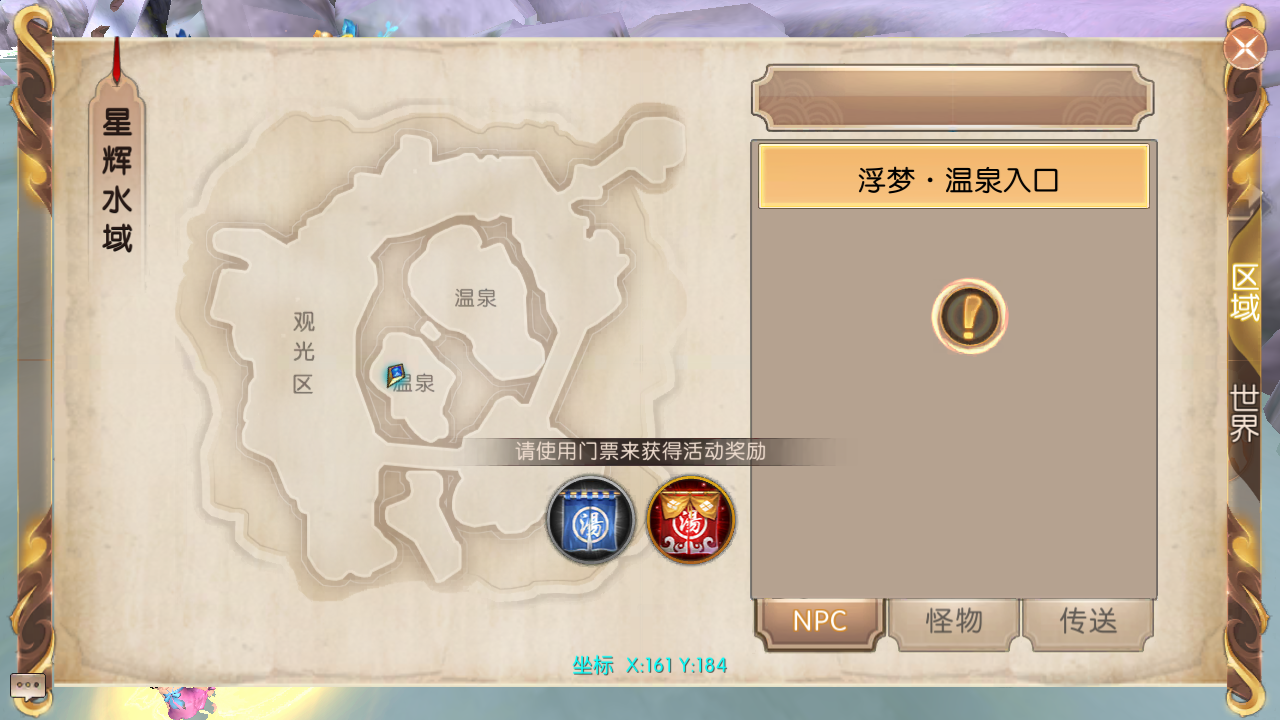 星辉水域
浮梦·温泉入口
温泉
观光区
温泉
区域
世界
请使用门票来获得活动奖励
湯
湯
NPC
怪物
传送
坐标 X:161 Y:184